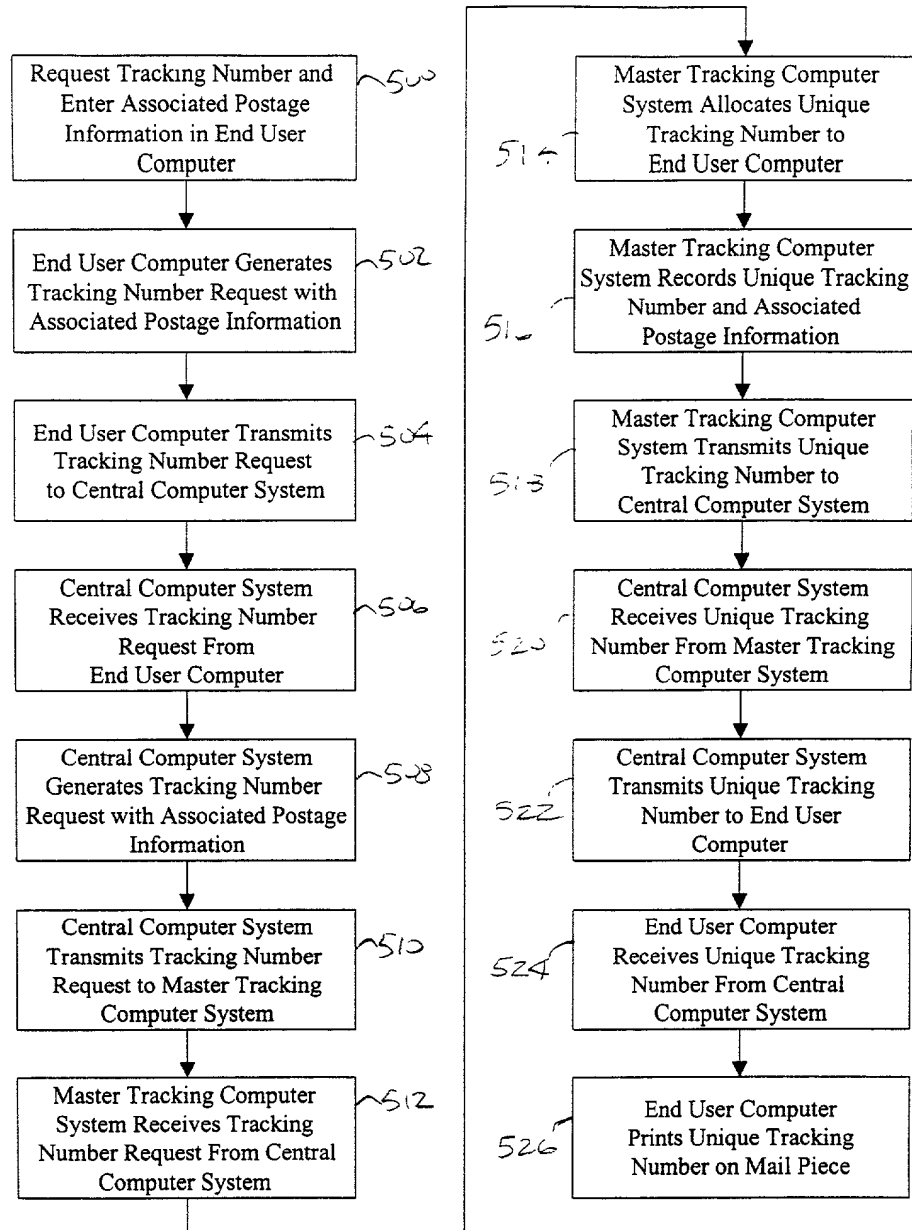 Request Tracking Number and
Enter Associated Postage
Information in End User
Computer
500
End User Computer Generates
Tracking Number Request with
Associated Postage Information
502
End User Computer Transmits
Tracking Number Request
to Central Computer System
504
Central Computer System
Receives Tracking Number
Request From
End User Computer
506
Central Computer System
Generates Tracking Number
Request with Associated Postage
Information
508
Central Computer System
Transmits Tracking Number
Request to Master Tracking
Computer System
510
Master Tracking Computer
System Receives Tracking
Number Request From Central
Computer System
512
Master Tracking Computer
System Allocates Unique
Tracking Number to
End User Computer
514
Master Tracking Computer
System Records Unique Tracking
Number and Associated
Postage Information
Master Tracking Computer
System Transmits Unique
Tracking Number to
Central Computer System
518
Central Computer System
Receives Unique Tracking
Number From Master Tracking
Computer System
520
Central Computer System
Transmits Unique Tracking
Number to End User
Computer
522
End User Computer
Receives Unique Tracking
Number From Central
Computer System
524
End User Computer
Prints Unique Tracking
Number on Mail Piece
526